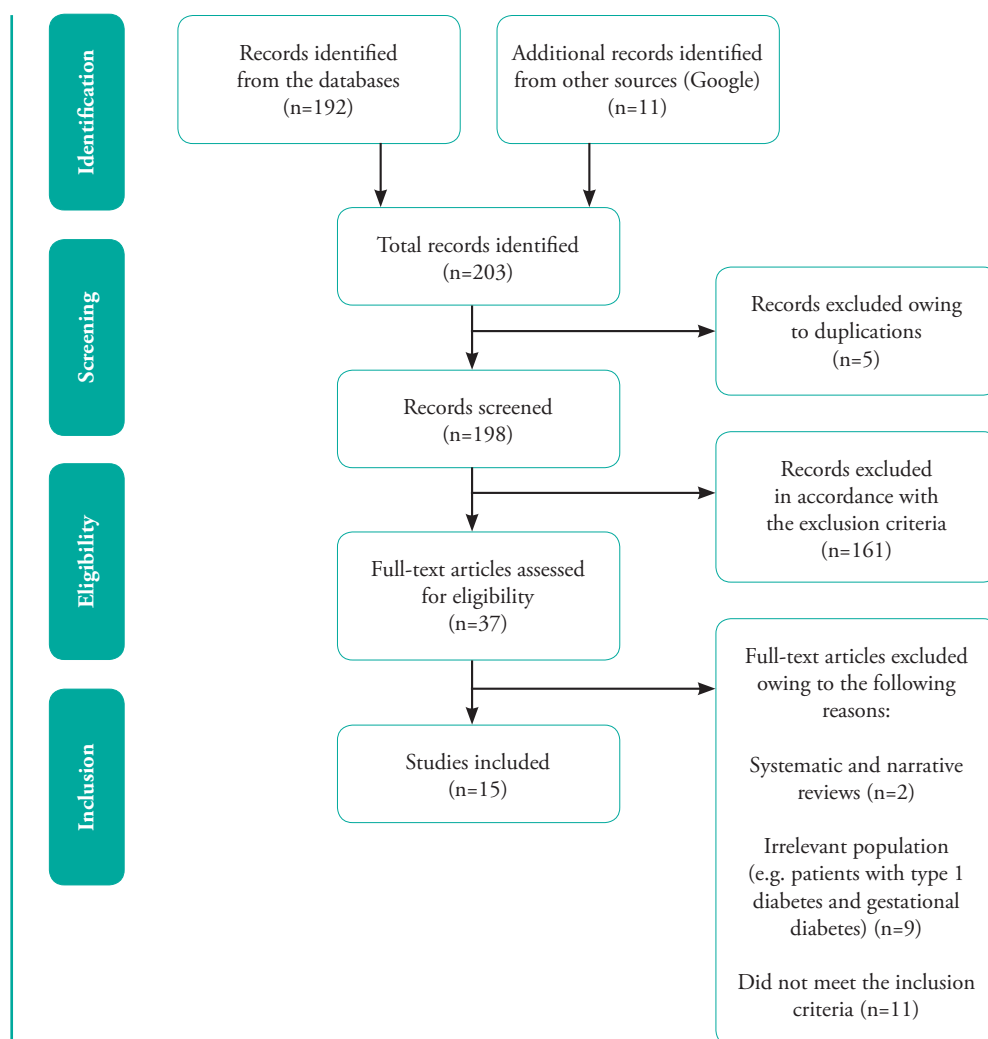 Identification
Records identified
from the databases
(n=192)
Additional records identified
from other sources (Google)
(n=11)
Total records identified
(n=203)
Screening
Records excluded owing
to duplications
(n=5)
Records screened
(n=198)
Records excluded
in accordance with
the exclusion criteria
(n=161)
Eligibility
Full-text articles assessed
for eligibility
(n=37)
Full-text articles excluded
owing to the following
reasons:
Systematic and narrative
reviews (n=2)
Irrelevant population
(e.g. patients with type 1
diabetes and gestational
diabetes) (n=9)
Did not meet the inclusion
criteria (n=11)
Inclusion
Studies included
(n=15)